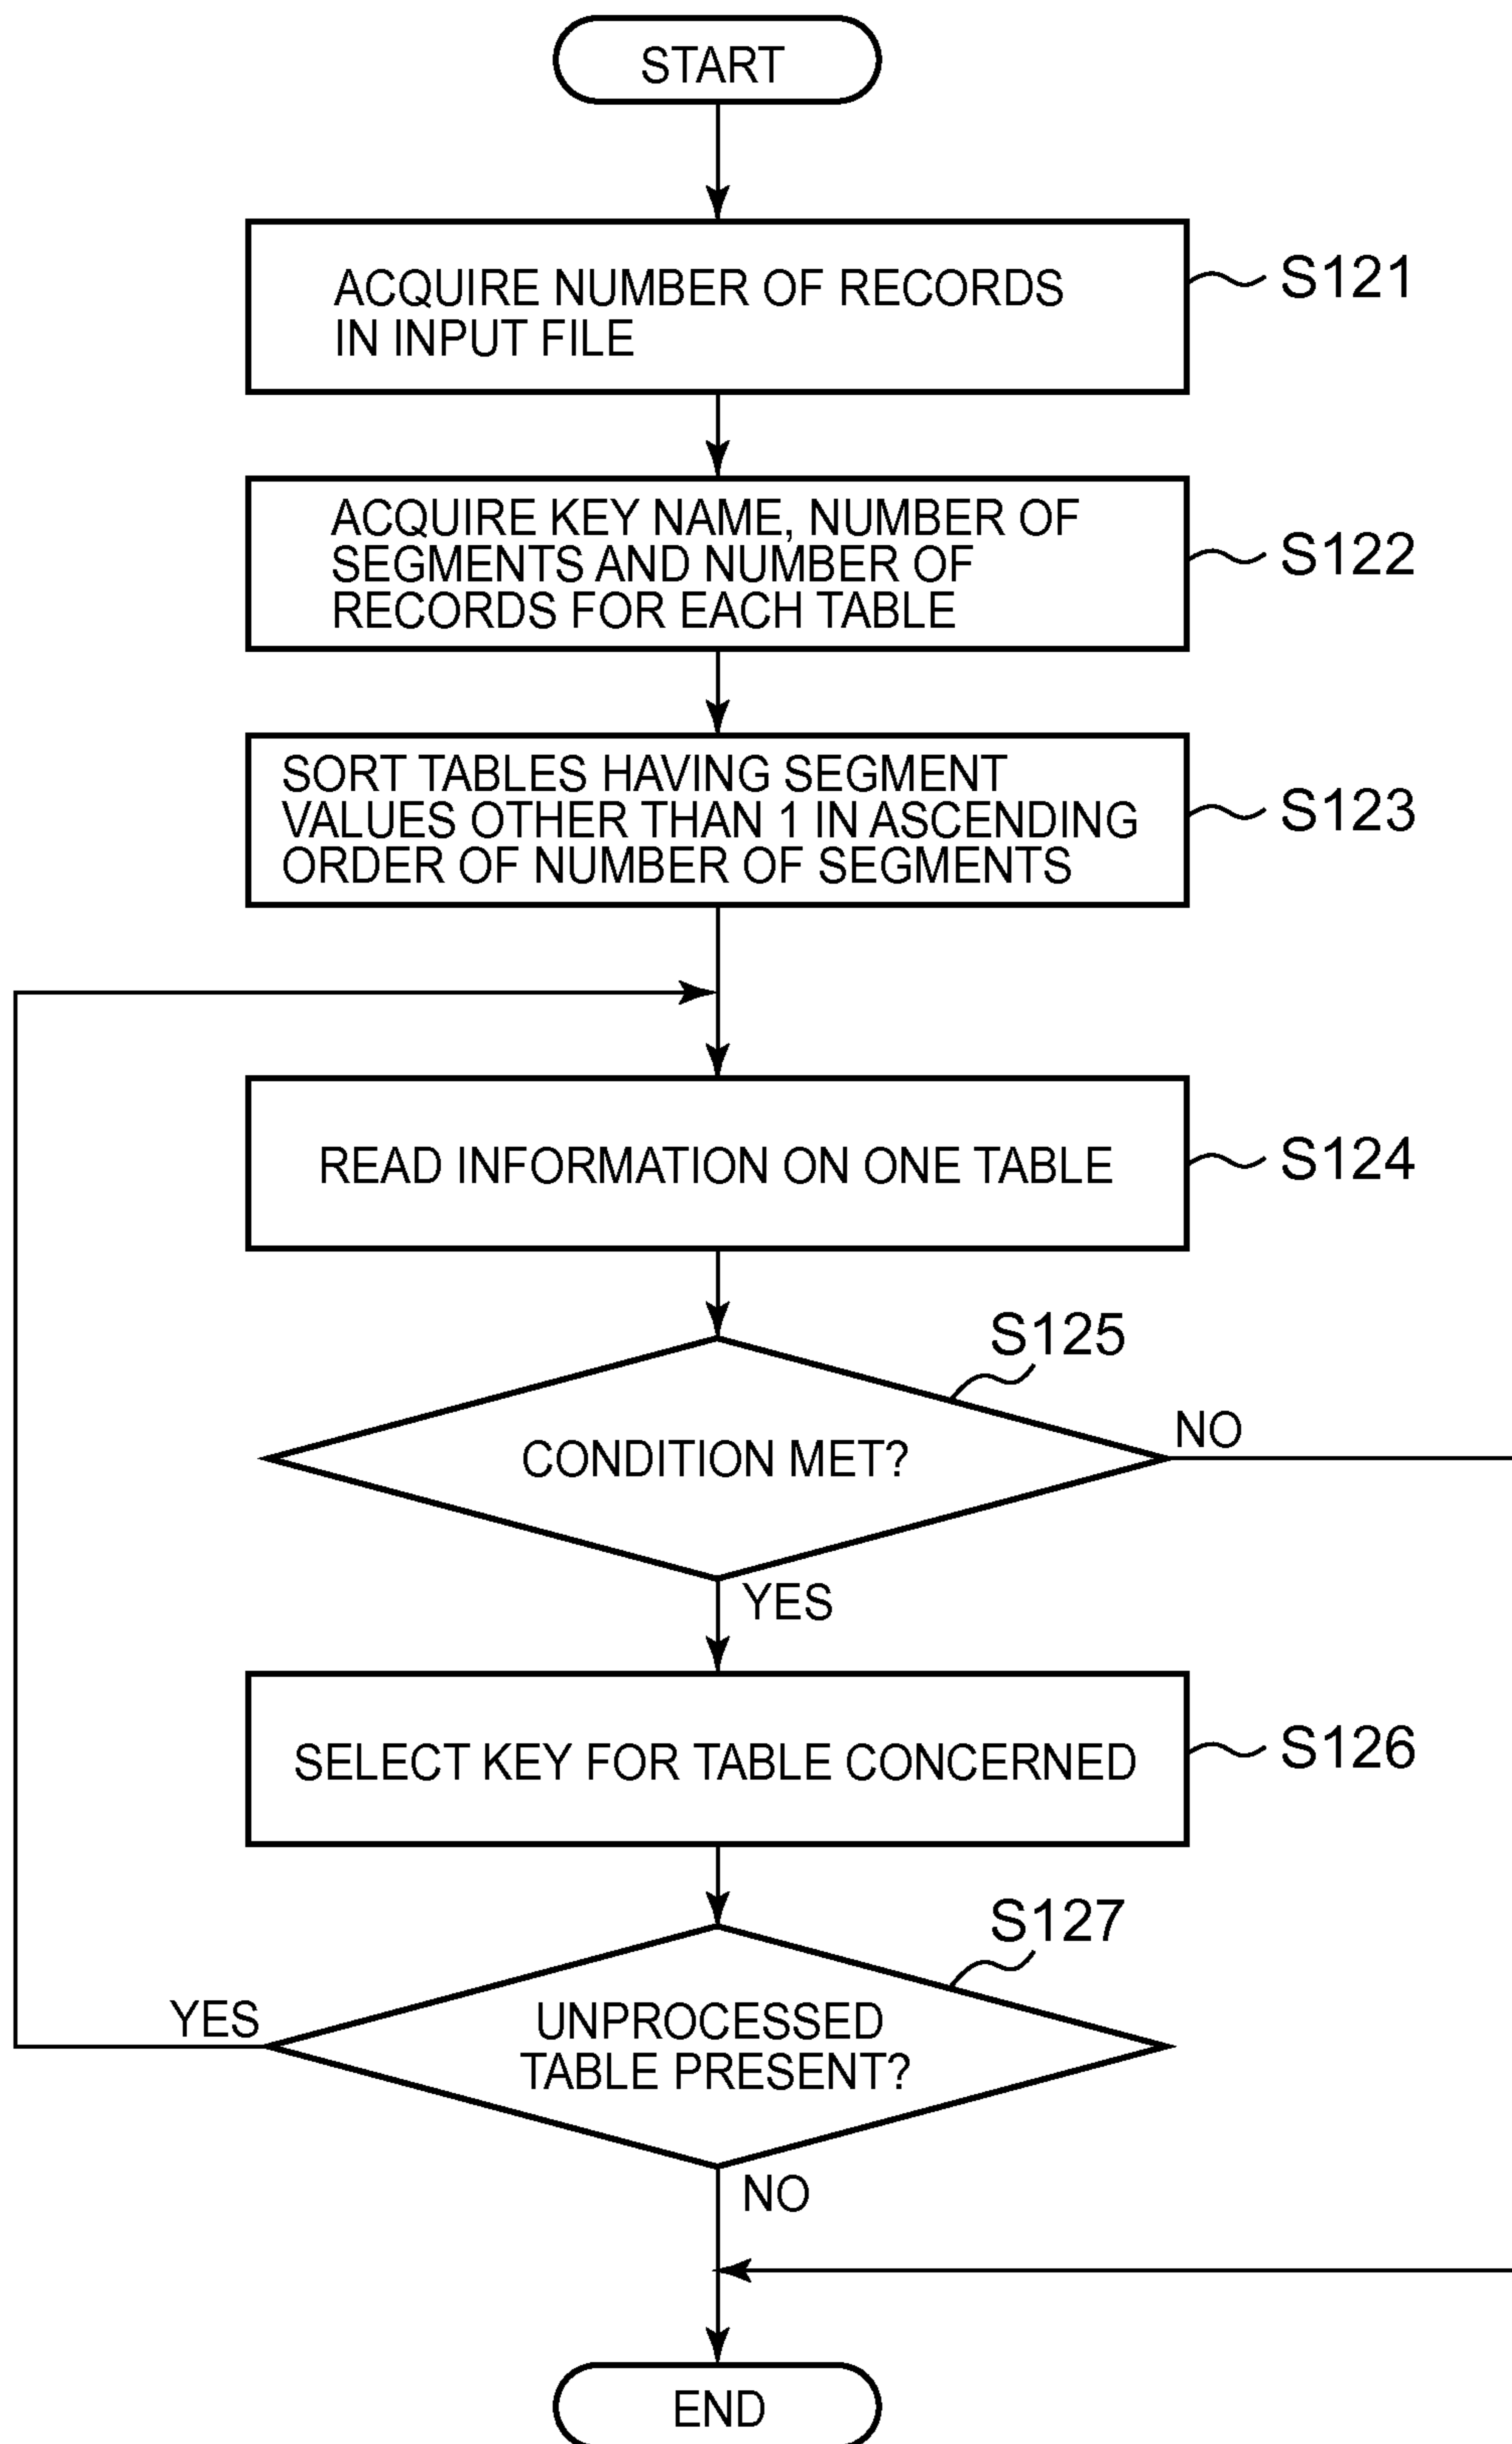 START
ACQUIRE NUMBER OF RECORDS
IN INPUT FILE
S121
ACQUIRE KEY NAME, NUMBER OF
SEGMENTS AND NUMBER OF
RECORDS FOR EACH TABLE
S122
SORT TABLES HAVING SEGMENT
VALUES OTHER THAN 1 IN ASCENDING
ORDER OF NUMBER OF SEGMENTS
S123
READ INFORMATION ON ONE TABLE
S124
S125
CONDITION MET?
NO
YES
SELECT KEY FOR TABLE CONCERNED
S126
S127
UNPROCESSED
TABLE PRESENT?
YES
NO
END